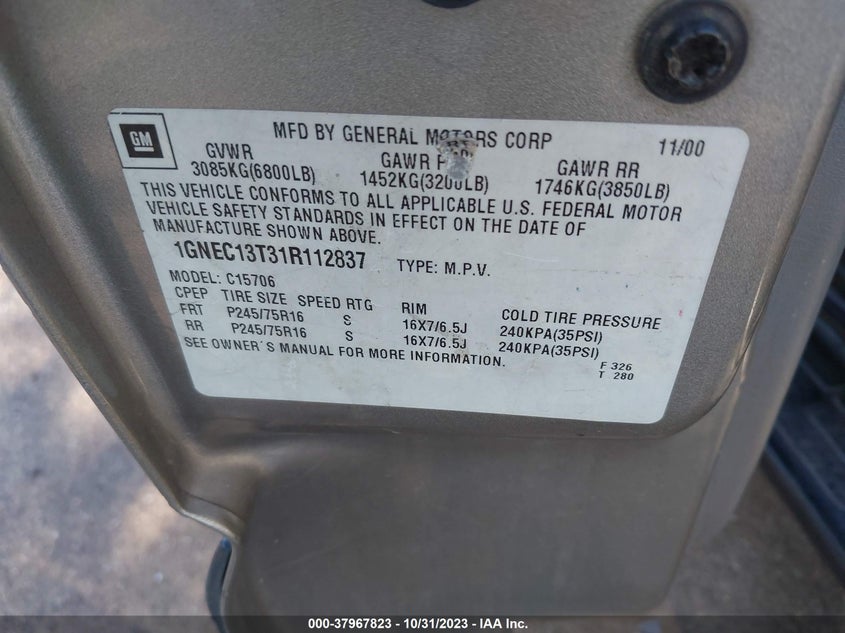 GM
MFD BY GENERAL MOTORS CORP 11/00
GVWR GAWR GAWR RR
3085KG(6800LB) 1452KG(3200LB) 1746KG(3850LB)
THIS VEHICLE CONFORMS TO ALL APPLICABLE U.S. FEDERAL MOTOR
VEHICLE SAFETY STANDARDS IN EFFECT ON THE DATE OF
MANUFACTURE SHOWN ABOVE.
1GNEC13T31R112837 TYPE: M.P.V.
MODEL: C15706
CPEP TIRE SIZE SPEED RTG RIM COLD TIRE PRESSURE
FRT P245/75R16 S 16X7/6.5J 240KPA(35PSI)
RR P245/75R16 S 16X7/6.5J 240KPA(35PSI)
SEE OWNER'S MANUAL FOR MORE INFORMATION.
F 326
T 280
000-37967823 - 10/31/2023 - IAA Inc.